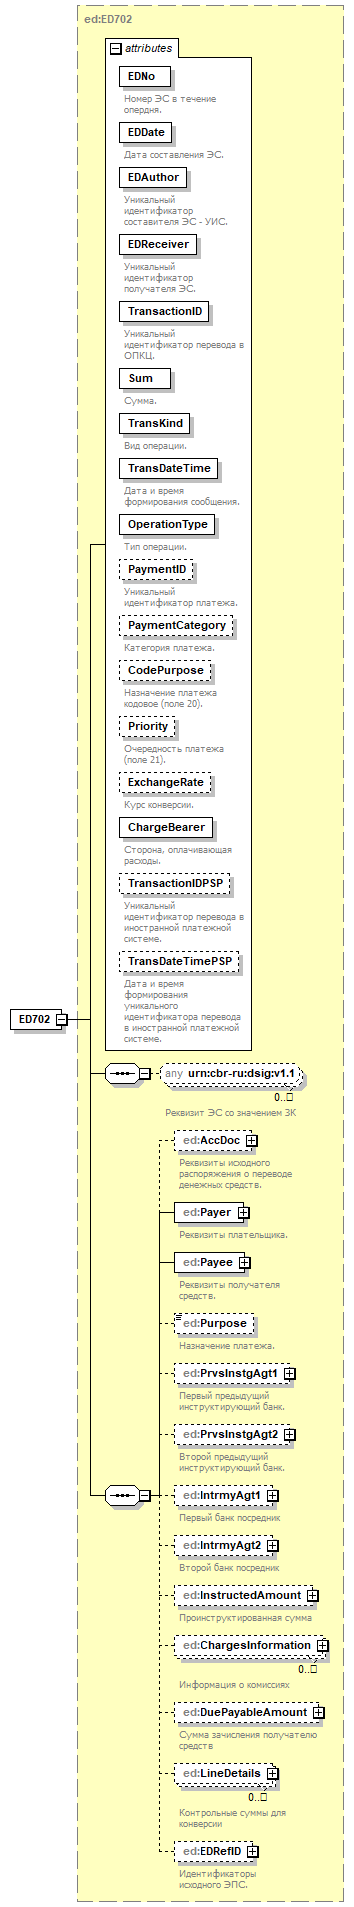 ed:ED702
attributes
EDNo
Номер ЭС в течение
опердня.
EDDate
Дата составления ЭС.
EDAuthor
Уникальный
идентификатор
составителя ЭС - УИС.
EDReceiver
Уникальный
идентификатор
получателя ЭС.
TransactionID
Уникальный
идентификатор перевода в
ОПКЦ.
Sum
Сумма.
TransKind
Вид операции.
TransDateTime
Дата и время
формирования сообщения.
OperationType
Тип операции.
PaymentID
Уникальный
идентификатор платежа.
PaymentCategory
Категория платежа.
CodePurpose
Назначение платежа
кодовое (поле 20).
Priority
Очередность платежа
(поле 21).
ExchangeRate
Курс конверсии.
ChargeBearer
Сторона, оплачивающая
расходы.
TransactionIDPSP
Уникальный
идентификатор перевода в
иностранной платежной
системе.
TransDateTimePSP
Дата и время
формирования
уникального
идентификатора перевода
в иностранной платежной
системе.
ED702
any urn:cbr-ru:dsig:v1.1
0..□
Реквизит ЭС со значением ЗК
ed:AccDoc
Реквизиты исходного
распоряжения о переводе
денежных средств.
ed:Payer
Реквизиты плательщика.
ed:Payee
Реквизиты получателя
средств.
ed:Purpose
Назначение платежа.
ed:PrvsInstgAgt1
Первый предыдущий
инструктирующий банк.
ed:PrvsInstgAgt2
Второй предыдущий
инструктирующий банк.
ed:IntrmyAgt1
Первый банк посредник
ed:IntrmyAgt2
Второй банк посредник
ed:InstructedAmount
Проинструктированная сумма
ed:ChargesInformation
0..□
Информация о комиссиях
ed:DuePayableAmount
Сумма зачисления получателю
средств
ed:LineDetails
0..□
Контрольные суммы для
конверсии
ed:EDRefID
Идентификаторы
исходного ЭПС.